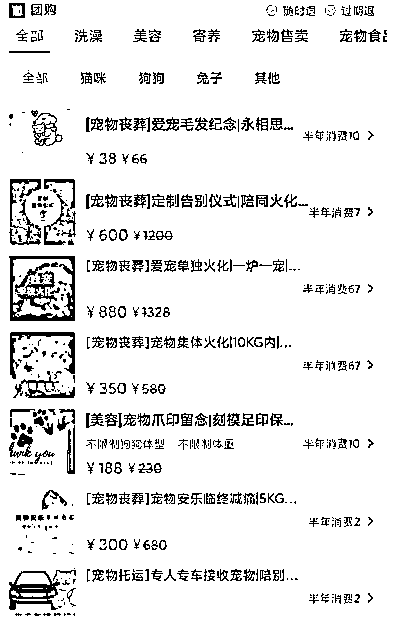 团购 随时退 过期退
全部 洗澡 美容 寄养 宠物售卖 宠物食品
全部 猫咪 狗狗 兔子 其他
[宠物丧葬]爱宠毛发纪念|永相思...
半年消费10
¥38 ¥66
[宠物丧葬]定制告别仪式|陪同火化...
半年消费7
¥600 ¥1200
[宠物丧葬]爱宠单独火化|一炉一宠|...
半年消费67
¥880 ¥1328
[宠物丧葬]宠物集体火化|10KG内|...
半年消费67
¥350 ¥580
[美容]宠物爪印留念|刻模足印保...
不限制狗狗体型 不限制体重
半年消费10
¥188 ¥230
[宠物丧葬]宠物安乐临终减痛|5KG...
半年消费2
¥300 ¥680
[宠物托运]专人专车接收宠物|陪别...
半年消费2